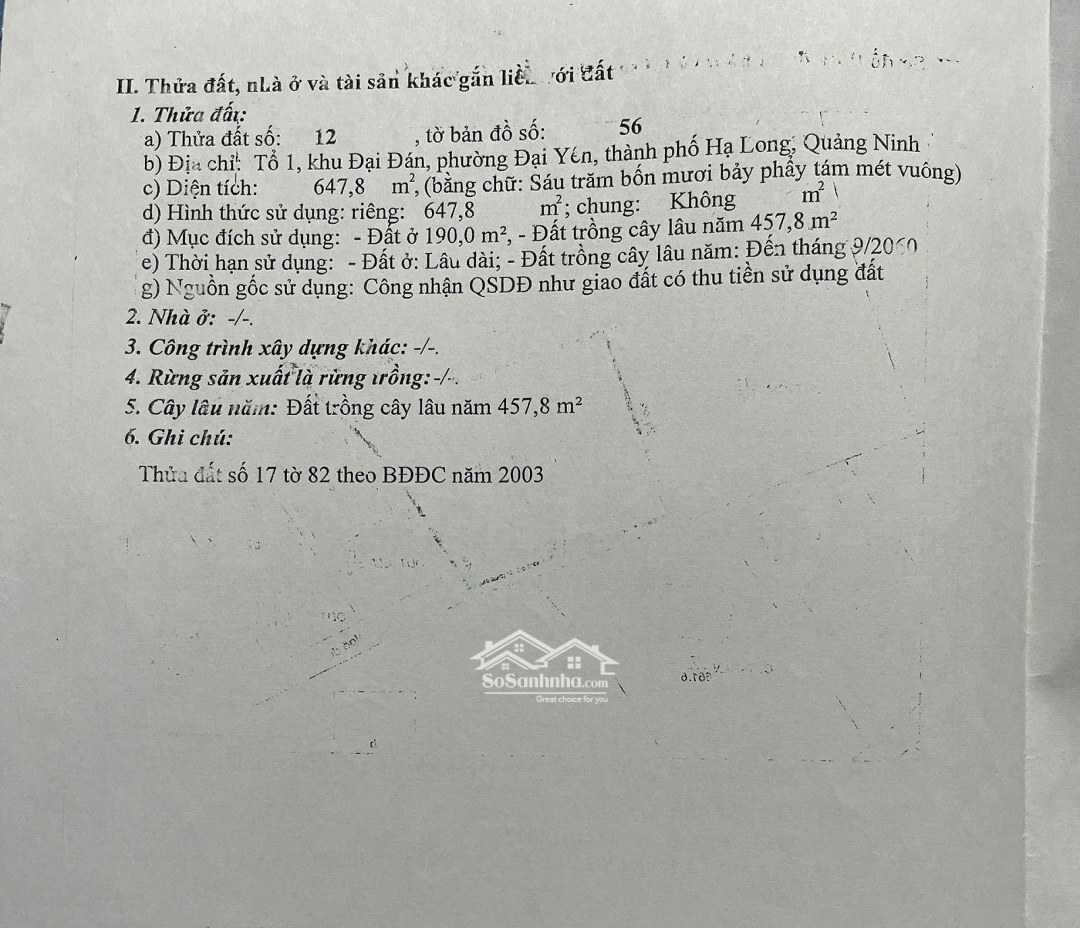 II. Thửa đất, nhà ở và tài sản khác gắn liền với đất
1. Thửa đất:
a) Thửa đất số: 12 , tờ bản đồ số: 56
b) Địa chỉ: Tổ 1, khu Đại Đán, phường Đại Yên, thành phố Hạ Long, Quảng Ninh
c) Diện tích: 647,8 m², (bằng chữ: Sáu trăm bốn mươi bảy phẩy tám mét vuông)
d) Hình thức sử dụng: riêng: 647,8 m²; chung: Không m²
đ) Mục đích sử dụng: - Đất ở 190,0 m², - Đất trồng cây lâu năm 457,8 m²
e) Thời hạn sử dụng: - Đất ở: Lâu dài; - Đất trồng cây lâu năm: Đến tháng 9/2060
g) Nguồn gốc sử dụng: Công nhận QSDĐ như giao đất có thu tiền sử dụng đất
2. Nhà ở: -/-.
3. Công trình xây dựng khác: -/-.
4. Rừng sản xuất là rừng trồng: -/-.
5. Cây lâu năm: Đất trồng cây lâu năm 457,8 m²
6. Ghi chú:
Thửa đất số 17 tờ 82 theo BĐĐC năm 2003
SoSanhnha.com
Great choice for you